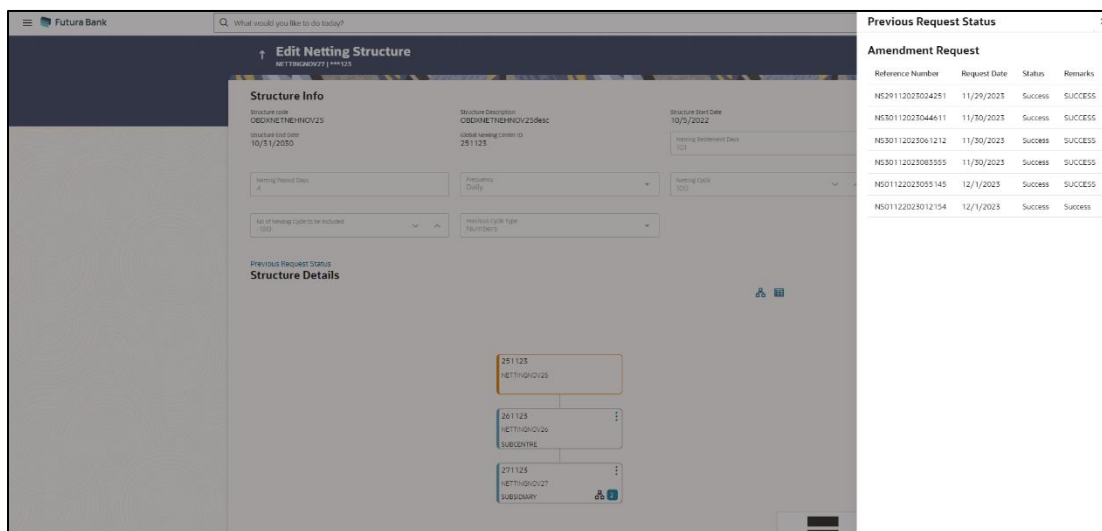 Futura Bank
What would you like to do today?
Edit Netting Structure
NETTINGNOV27 | ***123
Structure Info
Structure code
OBDXNETNEHNOV25
Structure Description
OBDXNETNEHNOV25desc
Structure Start Date
10/5/2022
Structure End Date
10/31/2030
Global Netting Center ID
251123
Netting Settlement Days
101
Netting Period Days
4
Frequency
Daily
Netting Cycle
100
No of Netting Cycle to be included
-100
Previous Cycle Type
Numbers
Previous Request Status
Structure Details
251123
NETTINGNOV25
261123
NETTINGNOV26
SUBCENTRE
271123
NETTINGNOV27
SUBSIDIARY
2
Previous Request Status
Amendment Request
Reference Number Request Date Status Remarks
NS29112023024251 11/29/2023 Success SUCCESS
NS30112023044611 11/30/2023 Success SUCCESS
NS30112023061212 11/30/2023 Success SUCCESS
NS30112023083555 11/30/2023 Success SUCCESS
NS01122023055145 12/1/2023 Success SUCCESS
NS01122023012154 12/1/2023 Success Success